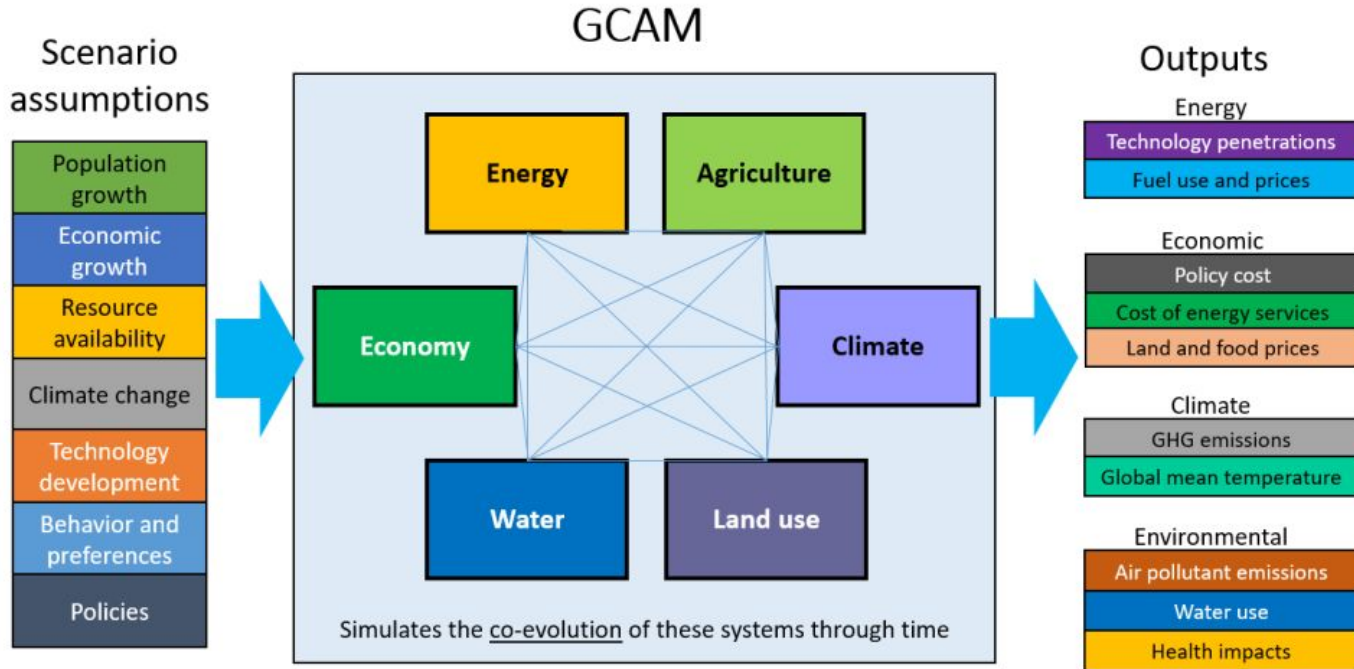 GCAM
Scenario
assumptions
Population
growth
Economic
growth
Resource
availability
Climate change
Technology
development
Behavior and
preferences
Policies
Energy
Agriculture
Economy
Climate
Water
Land use
Simulates the co-evolution of these systems through time
Outputs
Energy
Technology penetrations
Fuel use and prices
Economic
Policy cost
Cost of energy services
Land and food prices
Climate
GHG emissions
Global mean temperature
Environmental
Air pollutant emissions
Water use
Health impacts